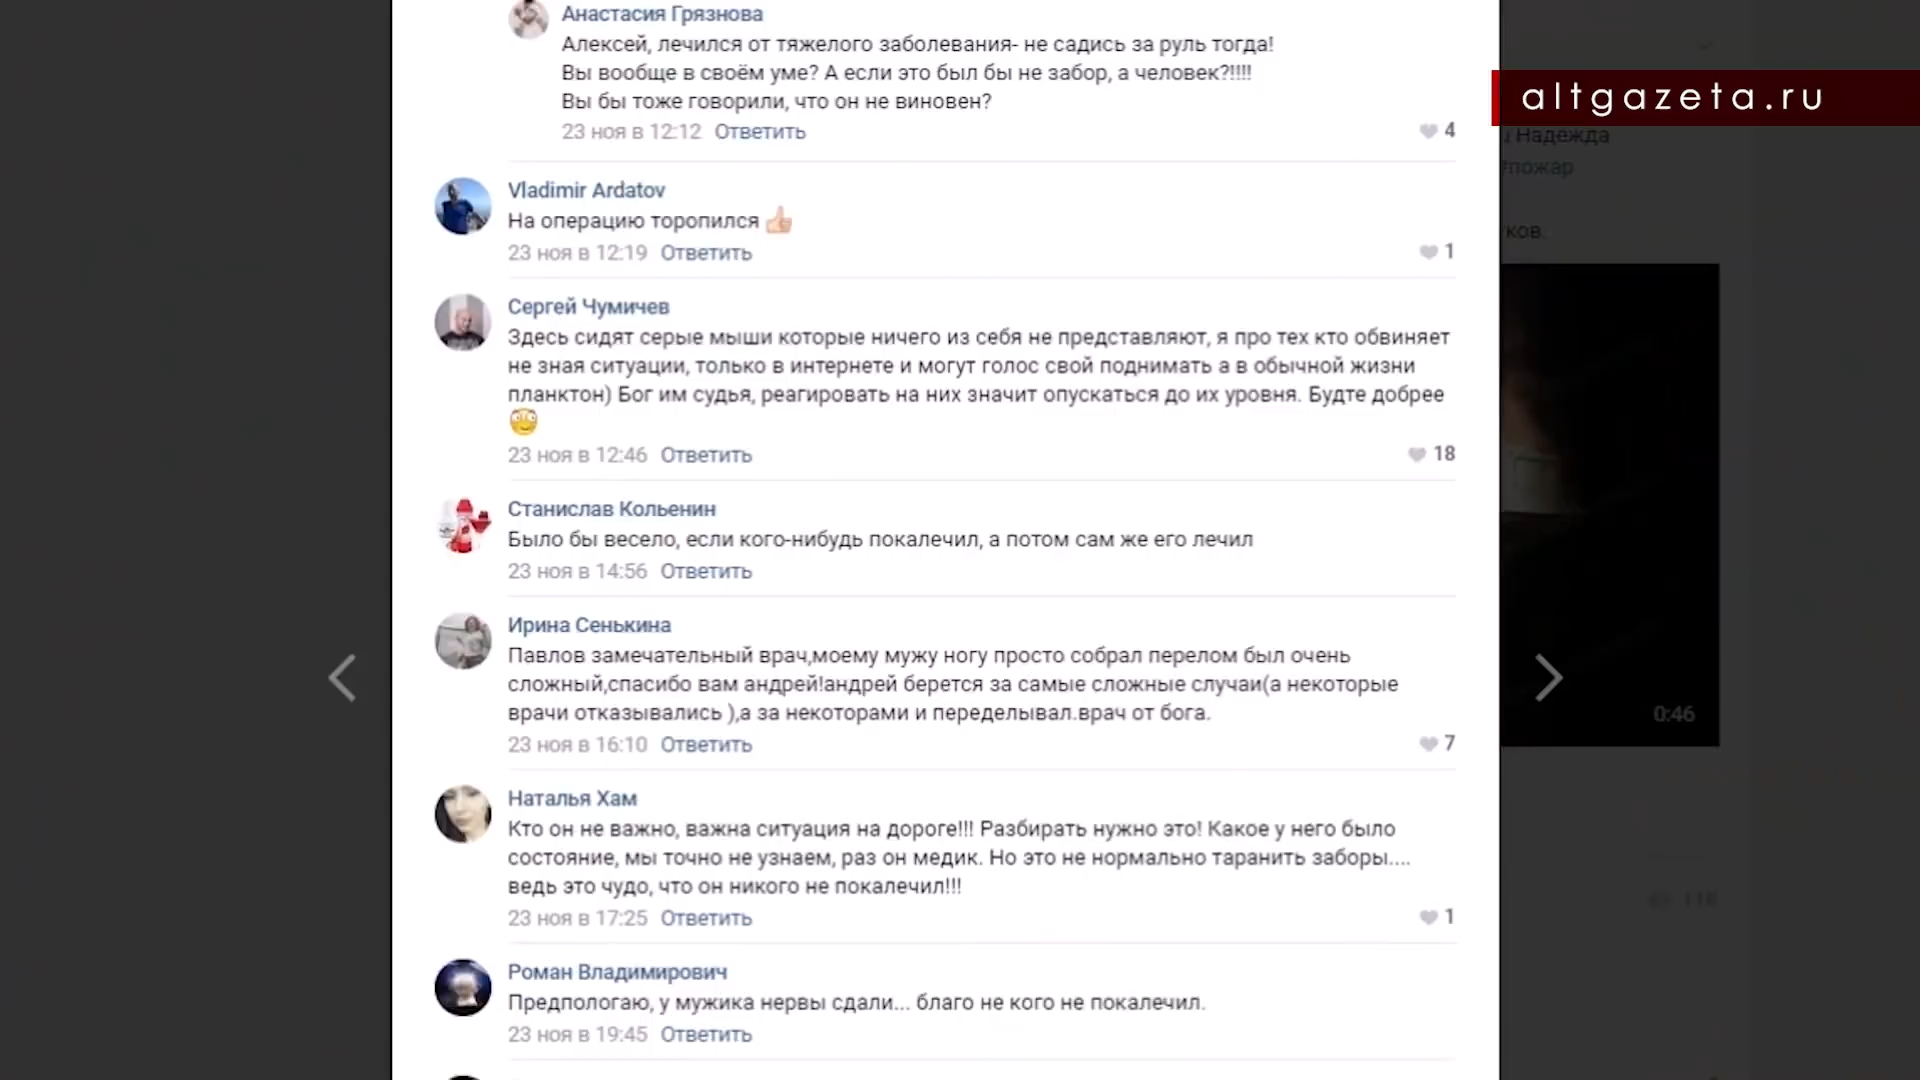 Анастасия Грязнова
Алексей, лечился от тяжелого заболевания- не садись за руль тогда!
Вы вообще в своём уме? А если это был бы не забор, а человек?!!!!
Вы бы тоже говорили, что он не виновен?
23 ноя в 12:12 Ответить
4
altgazeta.ru
Надежда
#пожар
ков.
Vladimir Ardatov
На операцию торопился 👍
23 ноя в 12:19 Ответить
1
Сергей Чумичев
Здесь сидят серые мыши которые ничего из себя не представляют, я про тех кто обвиняет
не зная ситуации, только в интернете и могут голос свой поднимать а в обычной жизни
планктон) Бог им судья, реагировать на них значит опускаться до их уровня. Будте добрее
23 ноя в 12:46 Ответить
18
Станислав Кольенин
Было бы весело, если кого-нибудь покалечил, а потом сам же его лечил
23 ноя в 14:56 Ответить
Ирина Сенькина
Павлов замечательный врач,моему мужу ногу просто собрал перелом был очень
сложный,спасибо вам андрей!андрей берется за самые сложные случаи(а некоторые
врачи отказывались ),а за некоторами и переделывал.врач от бога.
23 ноя в 16:10 Ответить
7
0:46
Наталья Хам
Кто он не важно, важна ситуация на дороге!!! Разбирать нужно это! Какое у него было
состояние, мы точно не узнаем, раз он медик. Но это не нормально таранить заборы....
ведь это чудо, что он никого не покалечил!!!
23 ноя в 17:25 Ответить
1
Роман Владимирович
Предпологаю, у мужика нервы сдали... благо не кого не покалечил.
23 ноя в 19:45 Ответить